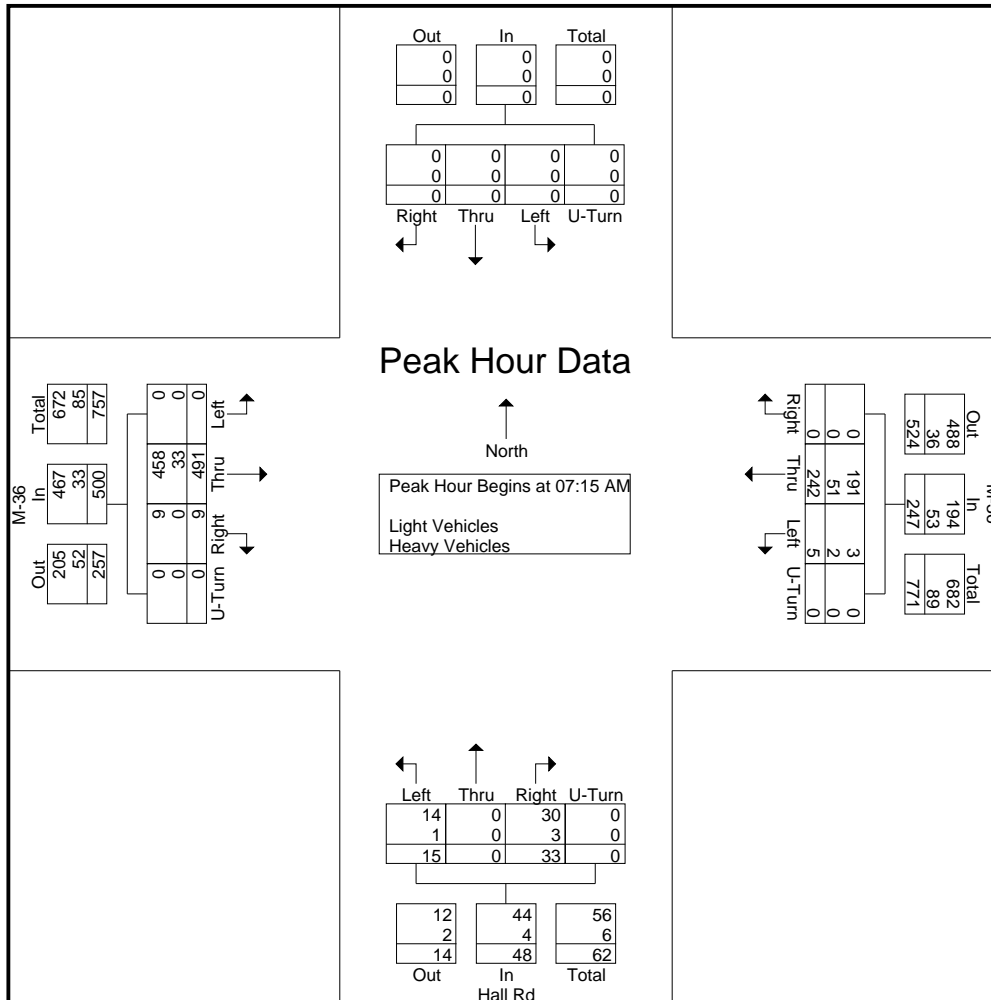 Out In Total
0 0 0
0 0 0
0 0 0
0 0 0 0
0 0 0 0
0 0 0 0
Right Thru Left U-Turn
Peak Hour Data
North
Peak Hour Begins at 07:15 AM
Light Vehicles
Heavy Vehicles
M-36
Out In Total
205 467 672
52 33 85
257 500 757
0 458 9 0
0 33 0 0
0 491 9 0
Left Thru Right U-Turn
Right Thru Left U-Turn
0 191 3 0
0 51 2 0
0 242 5 0
Out In Total
488 194 682
36 53 89
524 247 771
Left Thru Right U-Turn
14 0 30 0
1 0 3 0
15 0 33 0
12 44 56
2 4 6
14 48 62
Out In Total
Hall Rd